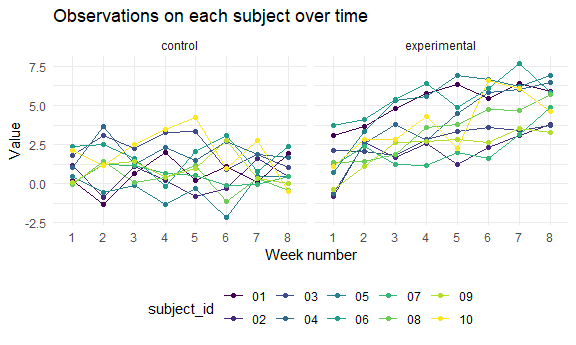 Observations on each subject over time
control experimental
7.5
5.0
2.5
0.0
-2.5
Value
1 2 3 4 5 6 7 8 1 2 3 4 5 6 7 8
Week number
subject_id
01 03 05 07 09
02 04 06 08 10